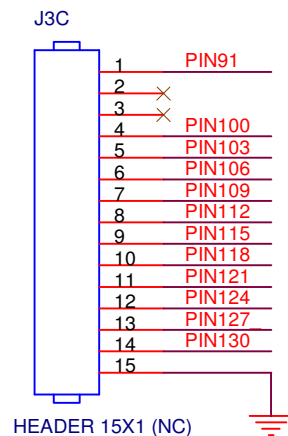 J3C
1 PIN91
2
3
4 PIN100
5 PIN103
6 PIN106
7 PIN109
8 PIN112
9 PIN115
10 PIN118
11 PIN121
12 PIN124
13 PIN127_
14 PIN130
15
HEADER 15X1 (NC)